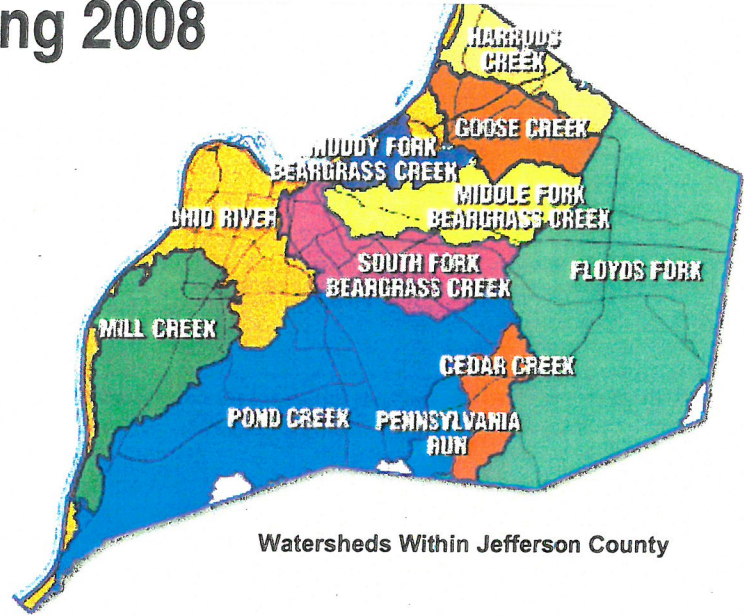 ng 2008
HARRODS
CREEK
GOOSE CREEK
MUDDY FORK
BEARGRASS CREEK
MIDDLE FORK
BEARGRASS CREEK
OHIO RIVER
SOUTH FORK
BEARGRASS CREEK
FLOYDS FORK
MILL CREEK
CEDAR CREEK
POND CREEK
PENNSYLVANIA
RUN
Watersheds Within Jefferson County